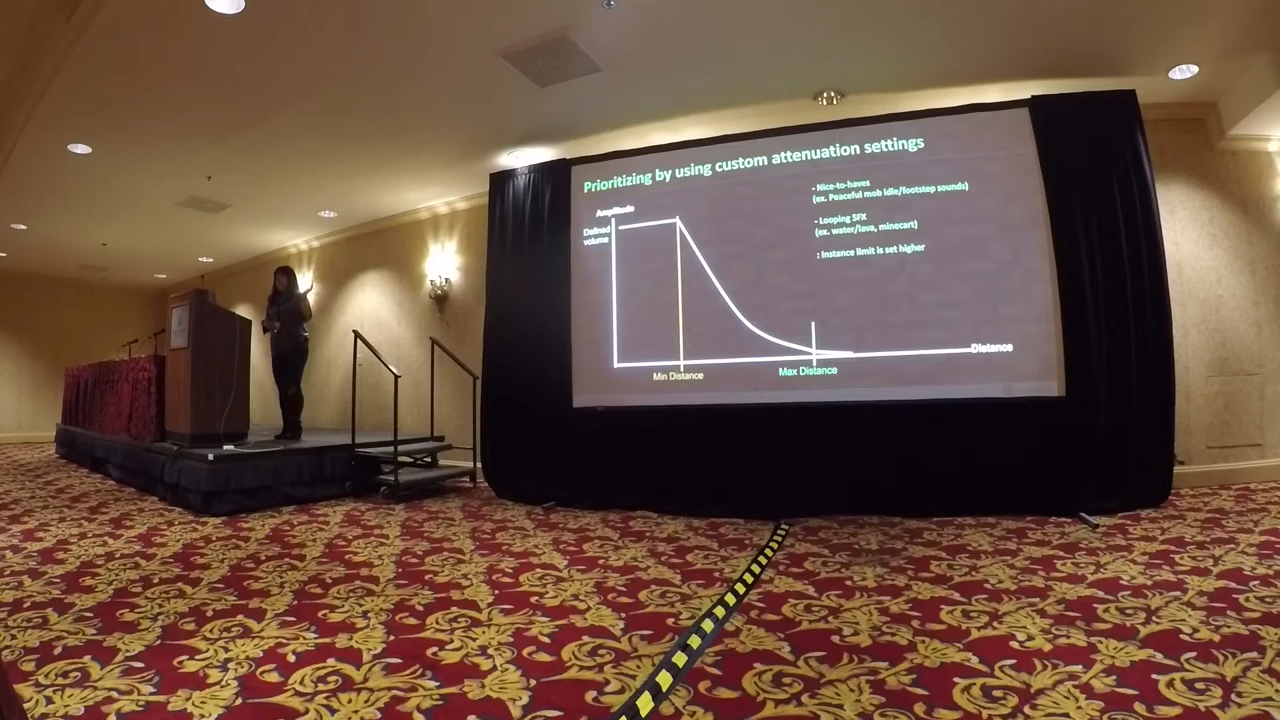 Prioritizing by using custom attenuation settings
- Nice-to-haves
(ex. Peaceful mob idle/footstep sounds)
- Looping SFX
(ex. water/lava, minecart)
: Instance limit is set higher
Amplitude
Defined
volume
Min Distance
Max Distance
Distance